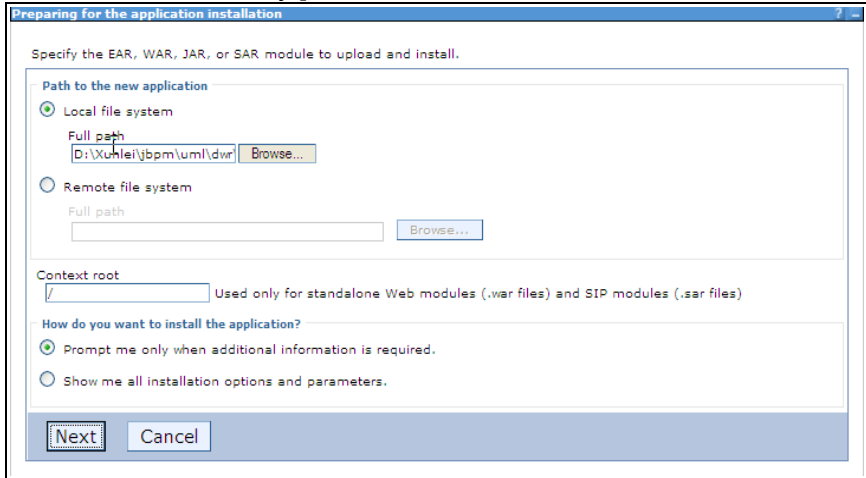 Preparing for the application installation ? –
Specify the EAR, WAR, JAR, or SAR module to upload and install.
Path to the new application
Local file system
Full path
D:\Xunlei\jbpm\uml\dwr\ Browse...
Remote file system
Full path
Browse...
Context root
/ Used only for standalone Web modules (.war files) and SIP modules (.sar files)
How do you want to install the application?
Prompt me only when additional information is required.
Show me all installation options and parameters.
Next Cancel